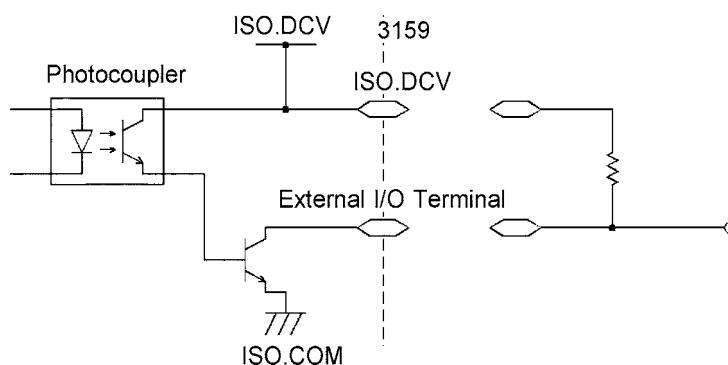 ISO.DCV
3159
Photocoupler
ISO.DCV
External I/O Terminal
ISO.COM